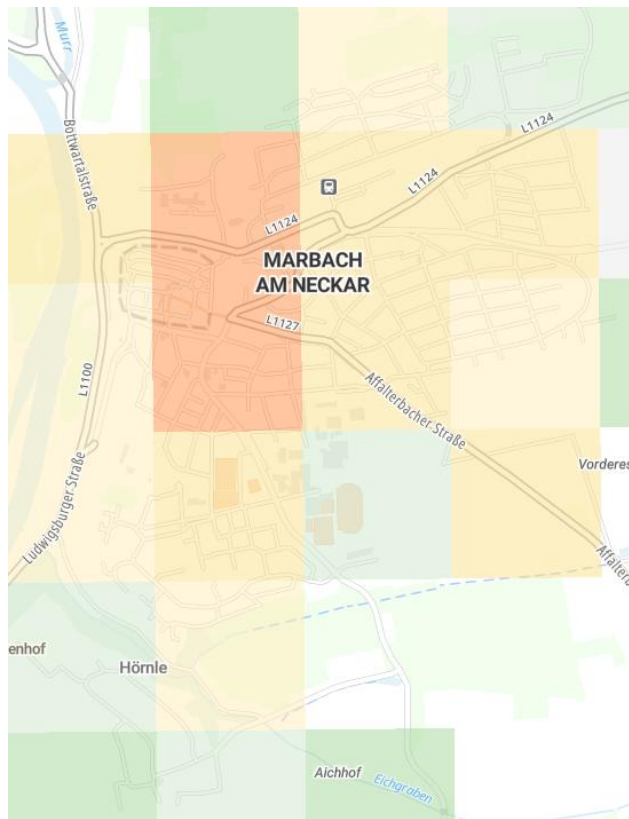 Murr
Bottwartalstraße
L1124
L1124
L1124
MARBACH
AM NECKAR
L1127
L1100
Affalterbacher Straße
Ludwigsburger Straße
Vorderes
Affalterb
enhof
Hörnle
Aichhof
Eichgraben